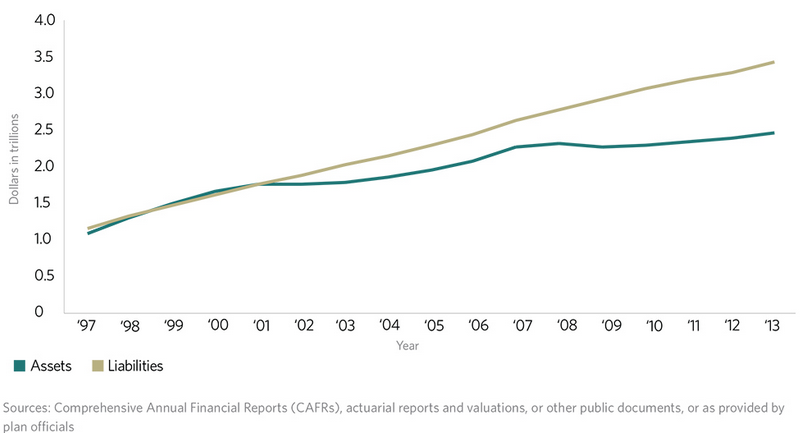 4.0
3.5
3.0
2.5
2.0
1.5
1.0
0.5
0
Dollars in trillions
‘97 ‘98 ‘99 ‘00 ‘01 ‘02 ‘03 ‘04 ‘05 ‘06 ‘07 ‘08 ‘09 ‘10 ‘11 ‘12 ‘13
Year
Assets Liabilities
Sources: Comprehensive Annual Financial Reports (CAFRs), actuarial reports and valuations, or other public documents, or as provided by
plan officials